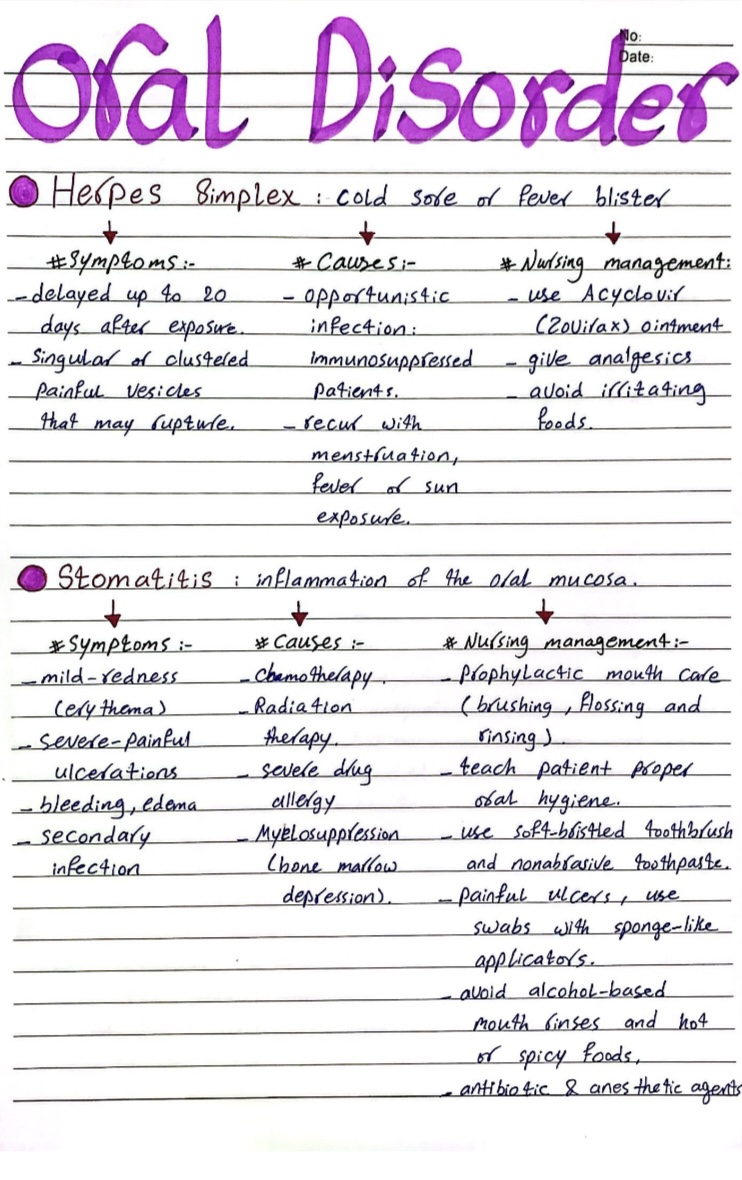 No:
Date:
Oral Disorder
Herpes Simplex : cold sore or fever blister
# Symptoms :-
- delayed up to 20
days after exposure.
- Singular or clustered
painful vesicles
that may rupture.
# Causes :-
- opportunistic
infection :
immunosuppressed
patients.
- recur with
menstruation,
fever or sun
exposure.
# Nursing management :
- use Acyclovir
(Zovirax) ointment
- give analgesics
- avoid irritating
foods.
Stomatitis : inflammation of the oral mucosa.
# Symptoms :-
- mild-redness
(erythema)
- severe-painful
ulcerations
- bleeding, edema
- secondary
infection
# Causes :-
- Chemotherapy.
- Radiation
therapy.
- severe drug
allergy
- Myelosuppression
(bone marrow
depression).
# Nursing management :-
- prophylactic mouth care
(brushing, flossing and
rinsing).
- teach patient proper
oral hygiene.
- use soft-bristled toothbrush
and nonabrasive toothpaste.
- painful ulcers, use
swabs with sponge-like
applicators.
- avoid alcohol-based
mouth rinses and hot
or spicy foods,
- antibiotic & anesthetic agents